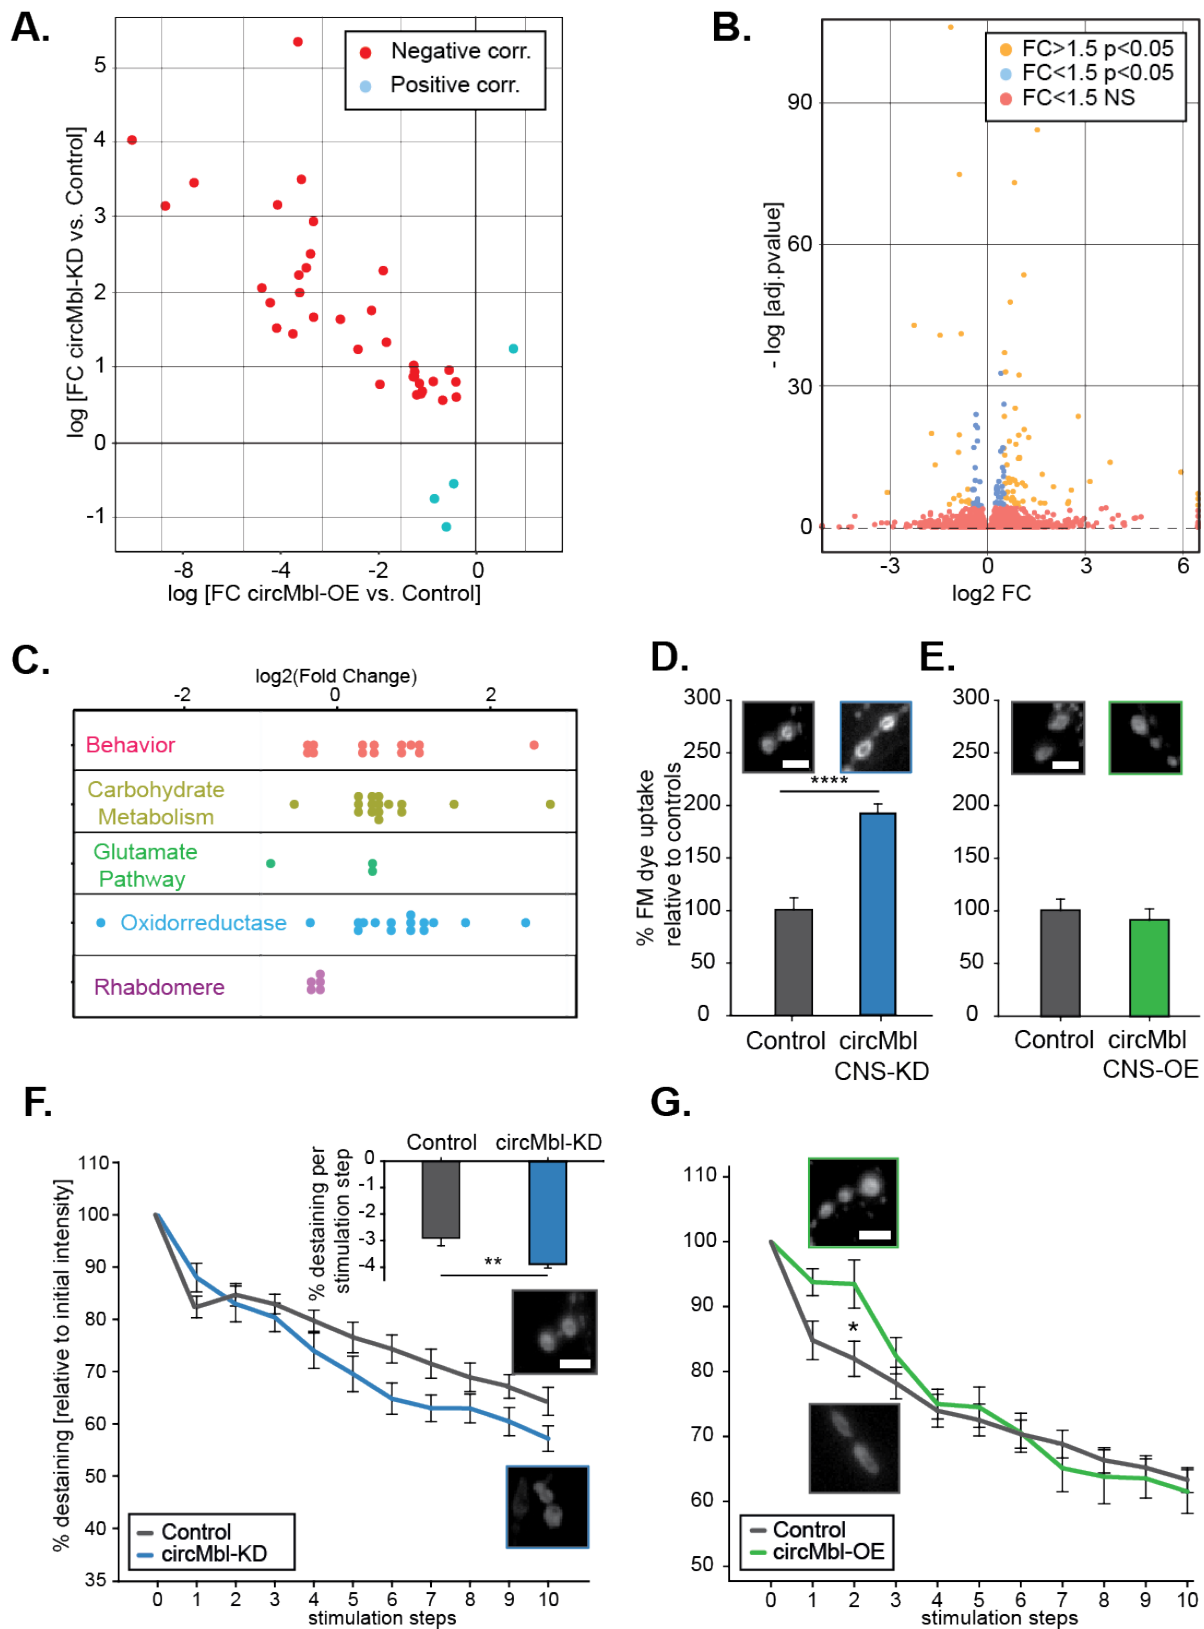 A.
5
4
3
2
1
0
-1
log [FC circMbl-KD vs. Control]
Negative corr.
Positive corr.
-8
-4
-2
0
log [FC circMbl-OE vs. Control]
B.
90
60
30
0
- log [adj.pvalue]
FC>1.5 p<0.05
FC<1.5 p<0.05
FC<1.5 NS
-3
0
3
6
log2 FC
C.
log2(Fold Change)
-2
0
2
Behavior
Carbohydrate
Metabolism
Glutamate
Pathway
Oxidorreductase
Rhabdomere
D.
% FM dye uptake
relative to controls
300
250
200
150
100
50
0
****
Control
circMbl
CNS-KD
E.
300
250
200
150
100
50
0
Control
circMbl
CNS-OE
F.
% destaining [relative to initial intensity]
110
100
90
80
70
60
50
40
35
% destaining per
stimulation step
Control
circMbl-KD
0
-1
-2
-3
-4
**
Control
circMbl-KD
0 1 2 3 4 5 6 7 8 9 10
stimulation steps
G.
110
100
90
80
70
60
50
*
Control
circMbl-OE
0 1 2 3 4 5 6 7 8 9 10
stimulation steps